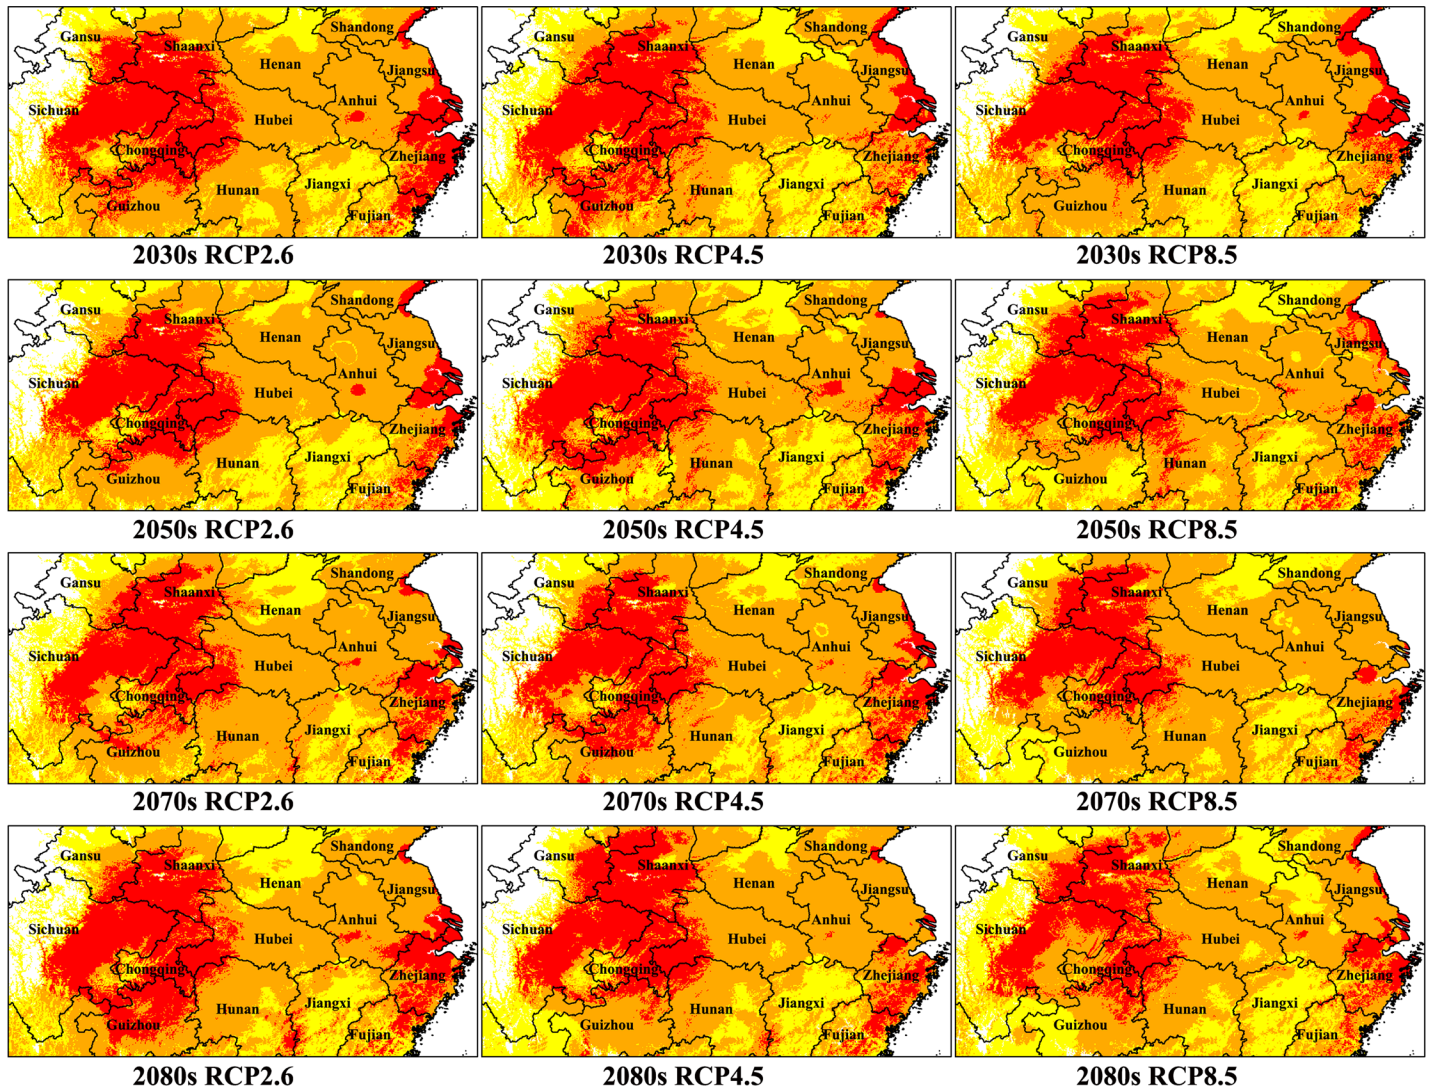 Gansu
Shaanxi
Shandong
Henan
Jiangsu
Sichuan
Anhui
Hubei
Chongqing
Zhejiang
Hunan
Jiangxi
Guizhou
Fujian
2030s RCP2.6
Gansu
Shaanxi
Shandong
Henan
Jiangsu
Sichuan
Anhui
Hubei
Chongqing
Zhejiang
Hunan
Jiangxi
Guizhou
Fujian
2030s RCP4.5
Gansu
Shaanxi
Shandong
Henan
Jiangsu
Sichuan
Anhui
Hubei
Chongqing
Zhejiang
Hunan
Jiangxi
Guizhou
Fujian
2030s RCP8.5
Gansu
Shaanxi
Shandong
Henan
Jiangsu
Sichuan
Anhui
Hubei
Chongqing
Zhejiang
Hunan
Jiangxi
Guizhou
Fujian
2050s RCP2.6
Gansu
Shaanxi
Shandong
Henan
Jiangsu
Sichuan
Anhui
Hubei
Chongqing
Zhejiang
Hunan
Jiangxi
Guizhou
Fujian
2050s RCP4.5
Gansu
Shaanxi
Shandong
Henan
Jiangsu
Sichuan
Anhui
Hubei
Chongqing
Zhejiang
Hunan
Jiangxi
Guizhou
Fujian
2050s RCP8.5
Gansu
Shaanxi
Shandong
Henan
Jiangsu
Sichuan
Anhui
Hubei
Chongqing
Zhejiang
Hunan
Jiangxi
Guizhou
Fujian
2070s RCP2.6
Gansu
Shaanxi
Shandong
Henan
Jiangsu
Sichuan
Anhui
Hubei
Chongqing
Zhejiang
Hunan
Jiangxi
Guizhou
Fujian
2070s RCP4.5
Gansu
Shaanxi
Shandong
Henan
Jiangsu
Sichuan
Anhui
Hubei
Chongqing
Zhejiang
Hunan
Jiangxi
Guizhou
Fujian
2070s RCP8.5
Gansu
Shaanxi
Shandong
Henan
Jiangsu
Sichuan
Anhui
Hubei
Chongqing
Zhejiang
Hunan
Jiangxi
Guizhou
Fujian
2080s RCP2.6
Gansu
Shaanxi
Shandong
Henan
Jiangsu
Sichuan
Anhui
Hubei
Chongqing
Zhejiang
Hunan
Jiangxi
Guizhou
Fujian
2080s RCP4.5
Gansu
Shaanxi
Shandong
Henan
Jiangsu
Sichuan
Anhui
Hubei
Chongqing
Zhejiang
Hunan
Jiangxi
Guizhou
Fujian
2080s RCP8.5